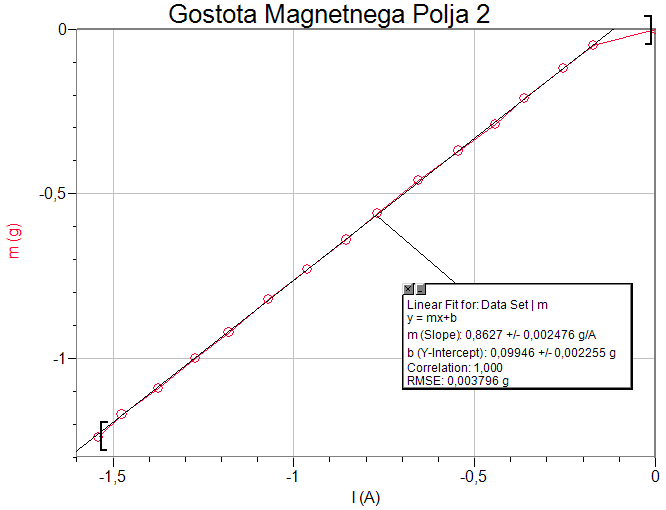 Gostota Magnetnega Polja 2
0
-0,5
m (g)
-1
Linear Fit for: Data Set | m
y = mx+b
m (Slope): 0,8627 +/- 0,002476 g/A
b (Y-Intercept): 0,09946 +/- 0,002255 g
Correlation: 1,000
RMSE: 0,003796 g
-1,5 -1 -0,5 0
I (A)